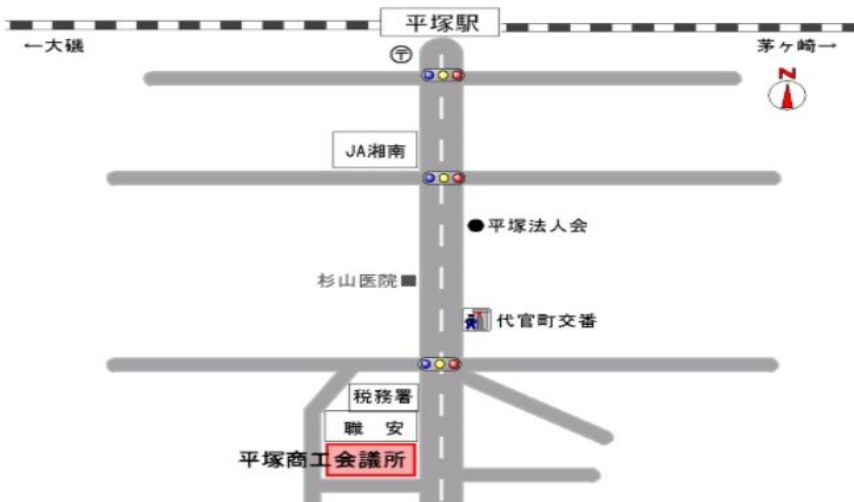 平塚駅
←大磯
茅ヶ崎→
〒
N
JA湘南
平塚法人会
杉山医院
代官町交番
税務署
職 安
平塚商工会議所